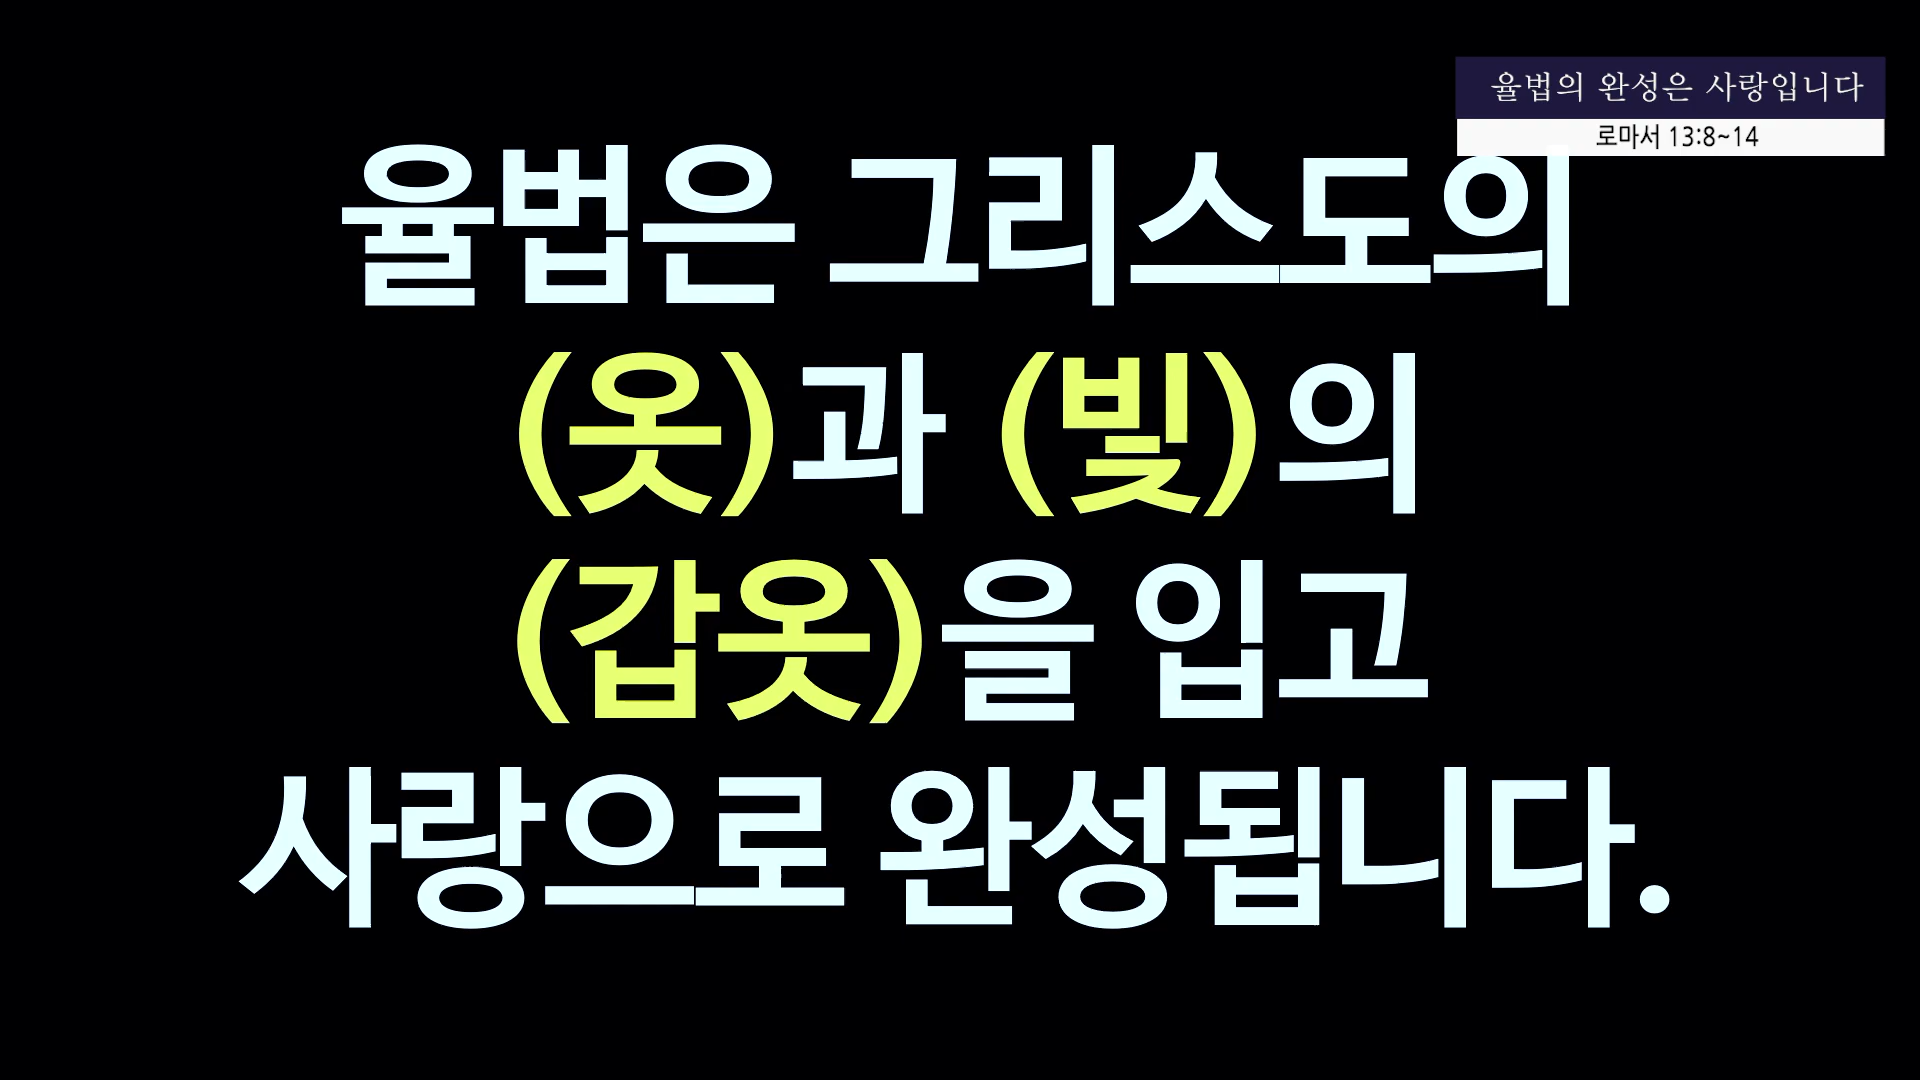 율법의 완성은 사랑입니다
로마서 13:8~14
율법은 그리스도의
(옷)과 (빛)의
(갑옷)을 입고
사랑으로 완성됩니다.